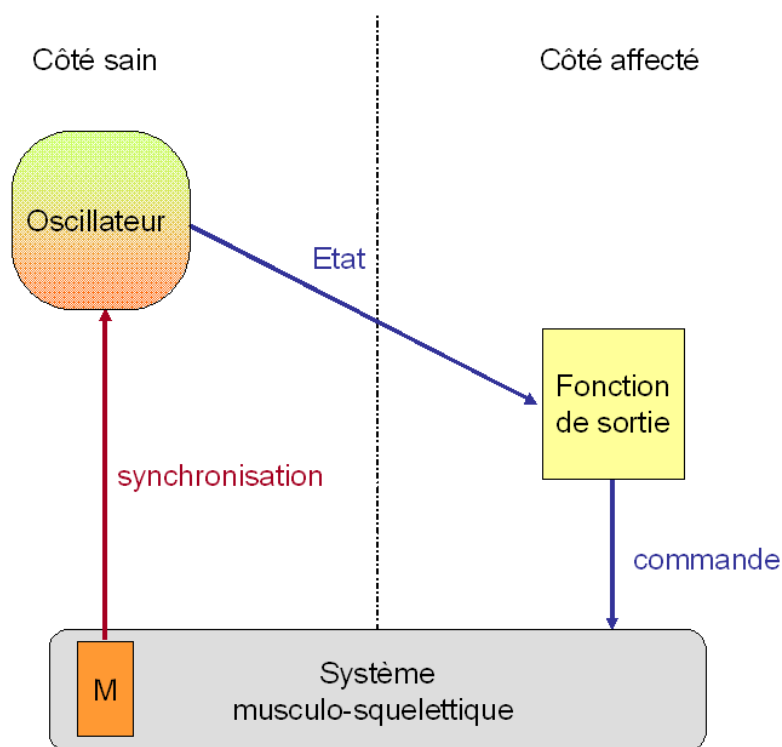 Côté sain
Côté affecté
Oscillateur
Etat
Fonction
de sortie
synchronisation
commande
M
Système
musculo-squelettique